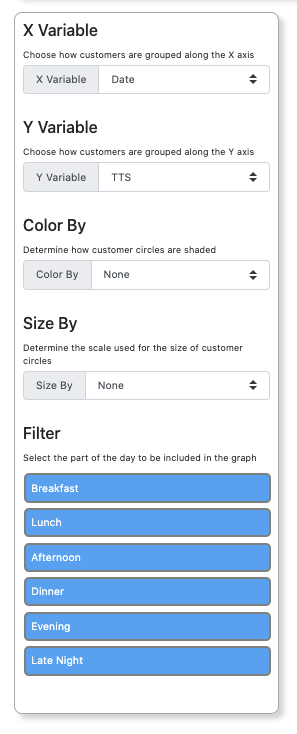 X Variable
Choose how customers are grouped along the X axis
X Variable Date
Y Variable
Choose how customers are grouped along the Y axis
Y Variable TTS
Color By
Determine how customer circles are shaded
Color By None
Size By
Determine the scale used for the size of customer
circles
Size By None
Filter
Select the part of the day to be included in the graph
Breakfast
Lunch
Afternoon
Dinner
Evening
Late Night